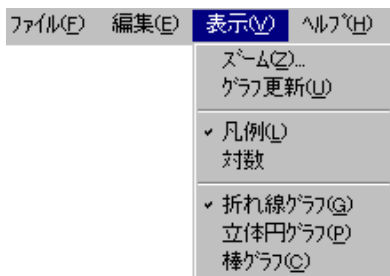 ﾌｧｲﾙ(F) 編集(E) 表示(V) ﾍﾙﾌﾟ(H)
ｽﾞｰﾑ(Z)...
ｸﾞﾗﾌ更新(U)
凡例(L)
対数
折れ線ｸﾞﾗﾌ(G)
立体円ｸﾞﾗﾌ(P)
棒ｸﾞﾗﾌ(C)